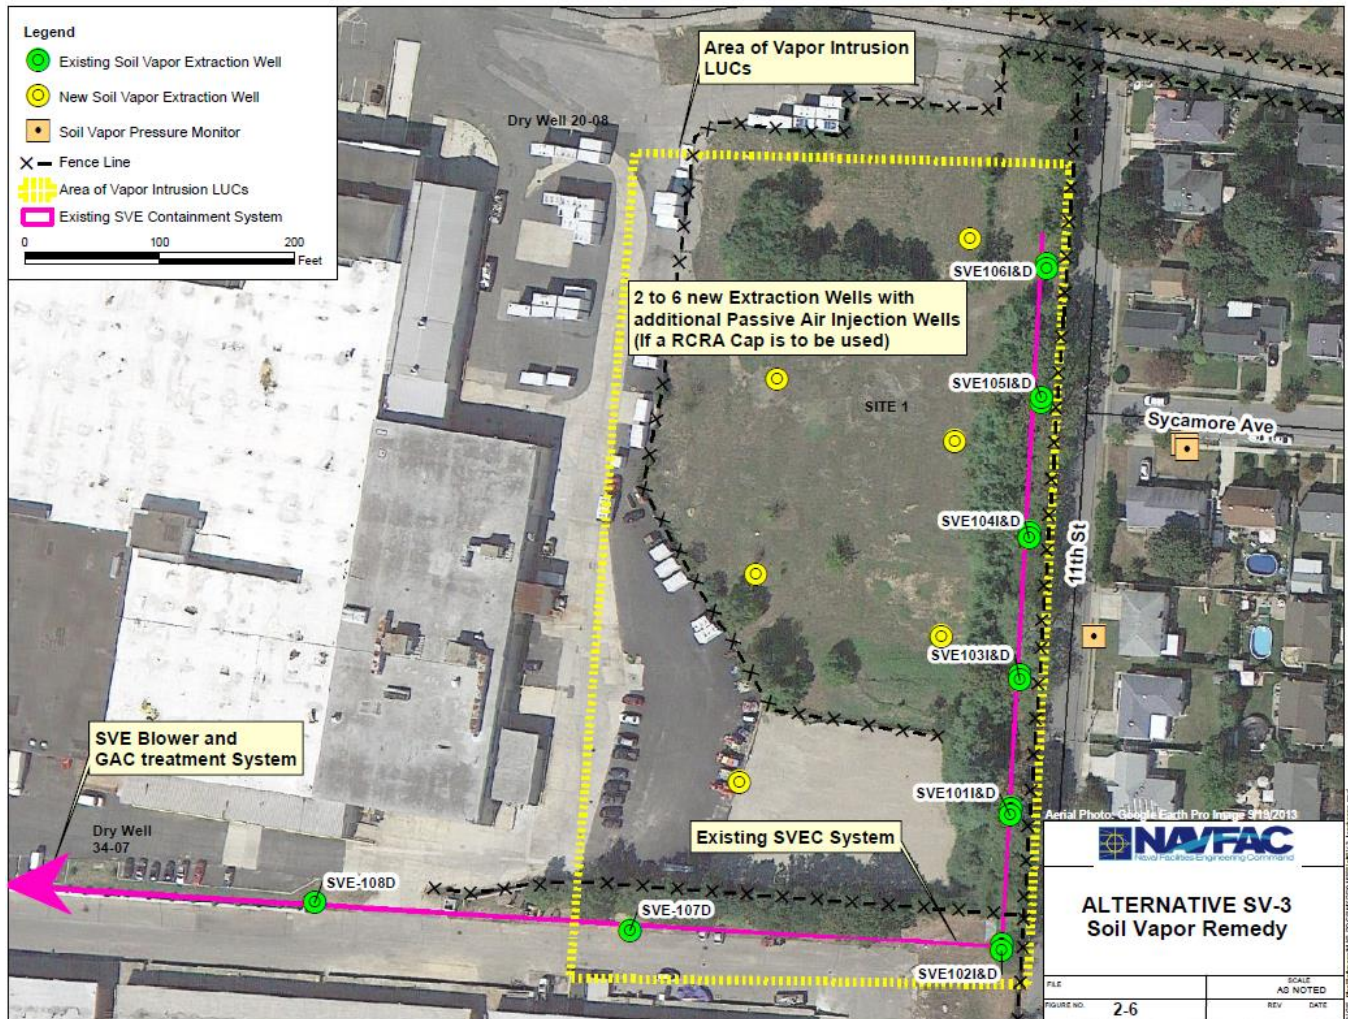 Legend
Existing Soil Vapor Extraction Well
New Soil Vapor Extraction Well
Soil Vapor Pressure Monitor
Fence Line
Area of Vapor Intrusion LUCs
Existing SVE Containment System
0 100 200
Feet
Area of Vapor Intrusion
LUCs
Dry Well 20-08
SVE106I&D
2 to 6 new Extraction Wells with
additional Passive Air Injection Wells
(If a RCRA Cap is to be used)
SVE105I&D
SITE 1
Sycamore Ave
SVE104I&D
11th St
SVE103I&D
SVE Blower and
GAC treatment System
SVE101I&D
Existing SVEC System
Dry Well
34-07
SVE-108D
SVE-107D
SVE102I&D
Aerial Photo: Google Earth Pro Image 9/19/2013
NAVFAC
Naval Facilities Engineering Command
ALTERNATIVE SV-3
Soil Vapor Remedy
FILE
SCALE
AS NOTED
FIGURE NO.
2-6
REV DATE